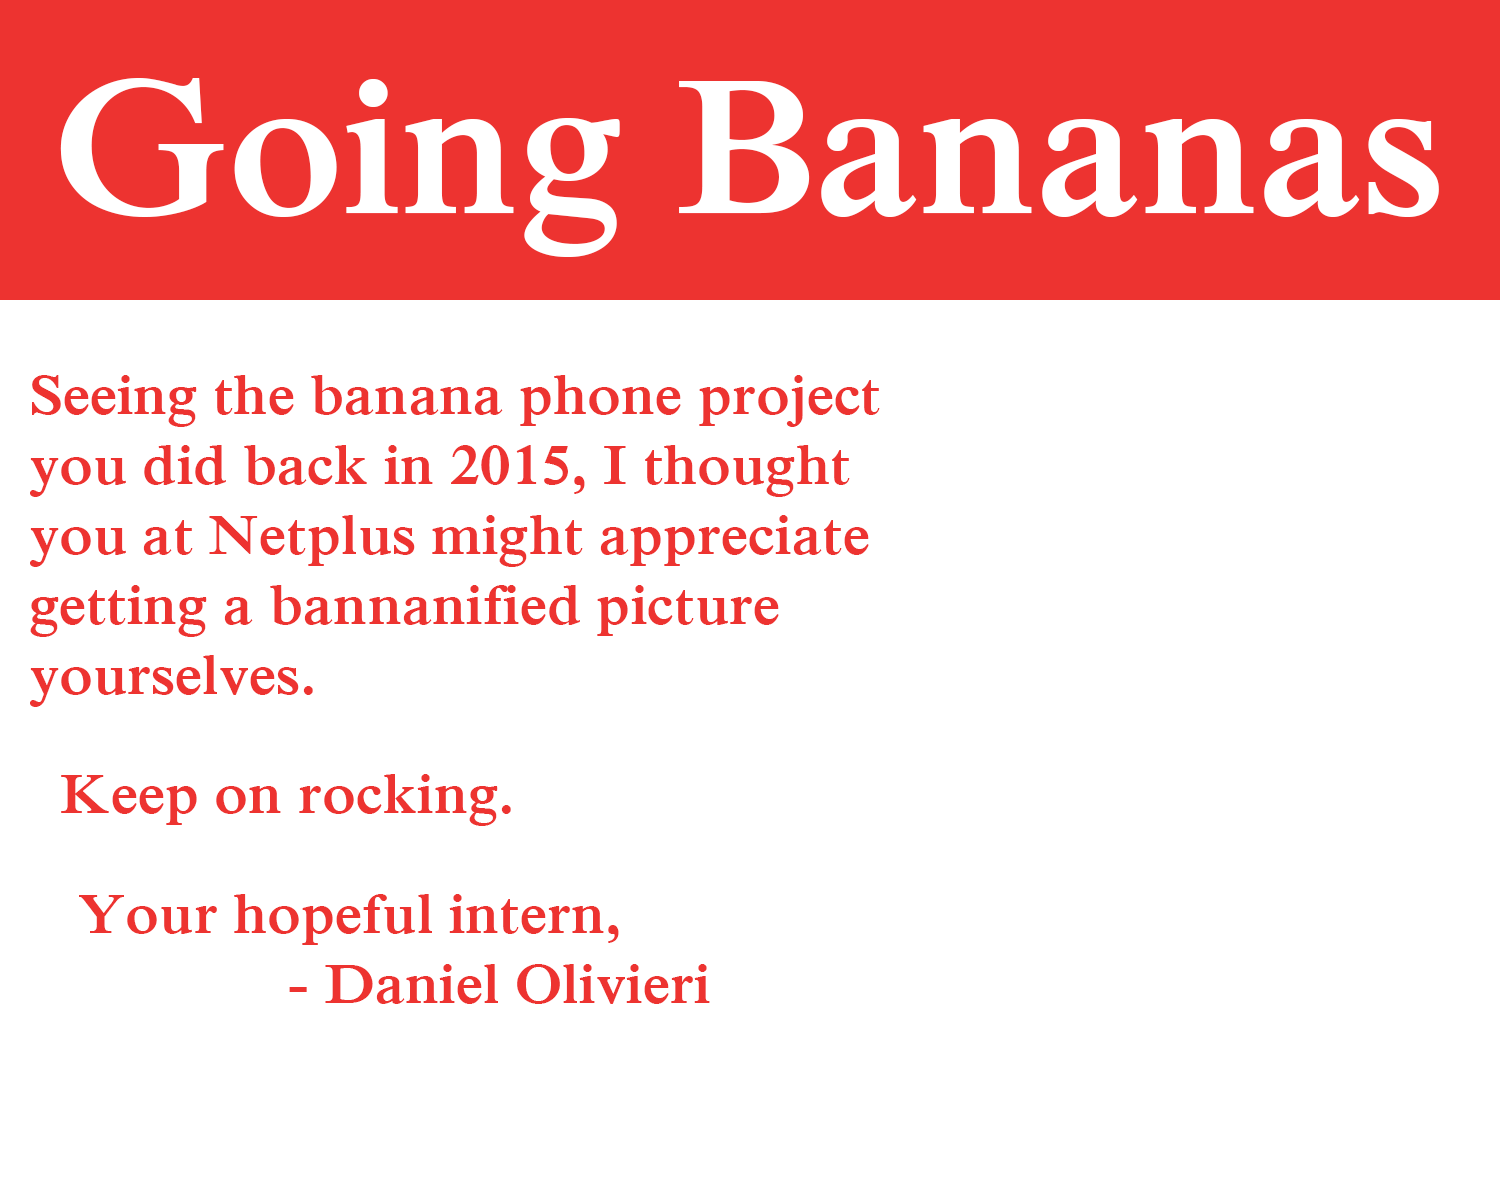 Going Bananas
Seeing the banana phone project
you did back in 2015, I thought
you at Netplus might appreciate
getting a bannanified picture
yourselves.
Keep on rocking.
Your hopeful intern,
- Daniel Olivieri